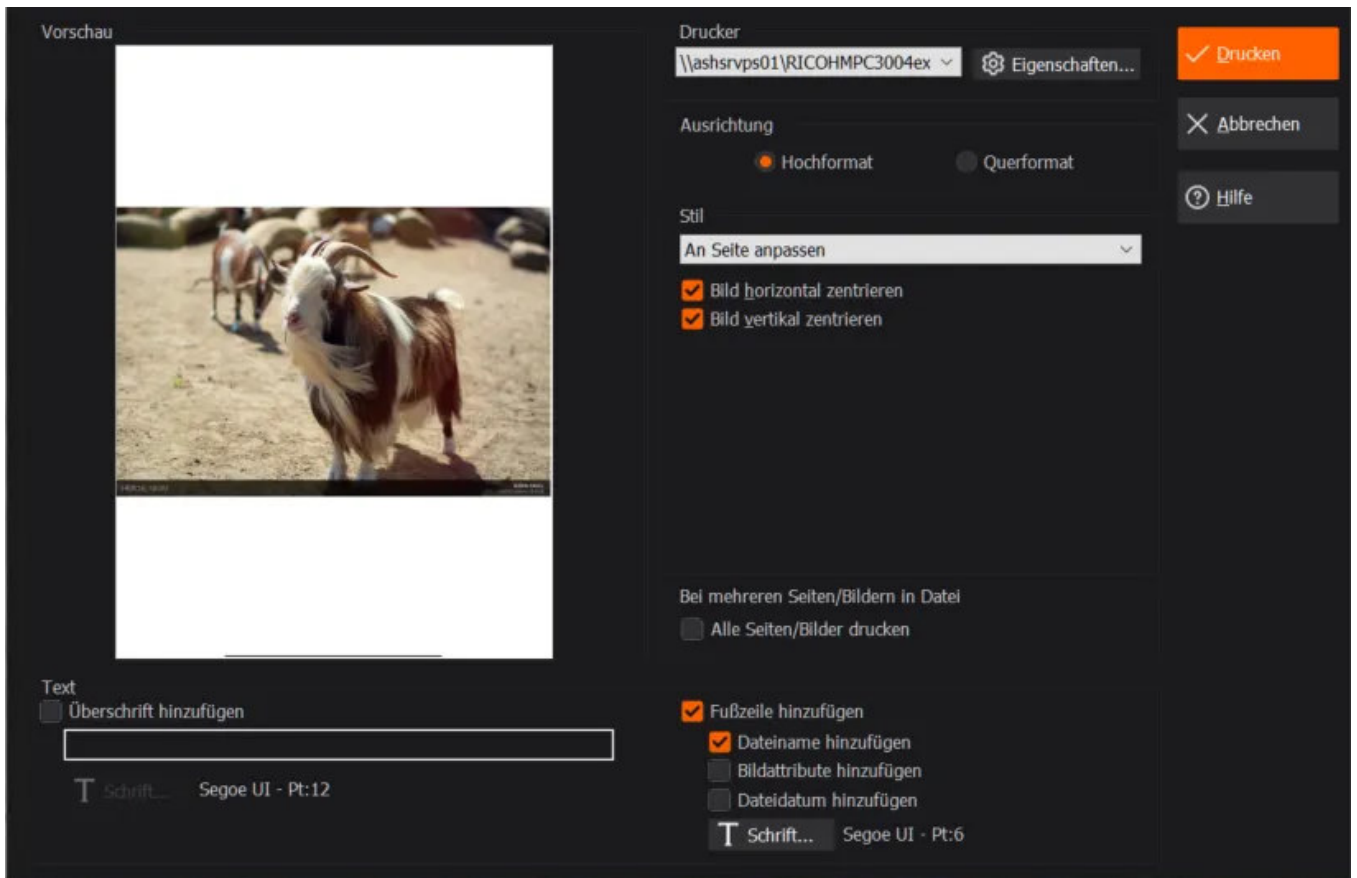 Vorschau
Drucker
\\ashsrvps01\RICOHMPC3004ex
Eigenschaften...
Drucken
Ausrichtung
Abbrechen
Hochformat
Querformat
Hilfe
Stil
An Seite anpassen
Bild horizontal zentrieren
Bild vertikal zentrieren
Bei mehreren Seiten/Bildern in Datei
Alle Seiten/Bilder drucken
Text
Überschrift hinzufügen
Schrift...
Segoe UI - Pt:12
Fußzeile hinzufügen
Dateiname hinzufügen
Bildattribute hinzufügen
Dateidatum hinzufügen
Schrift...
Segoe UI - Pt:6